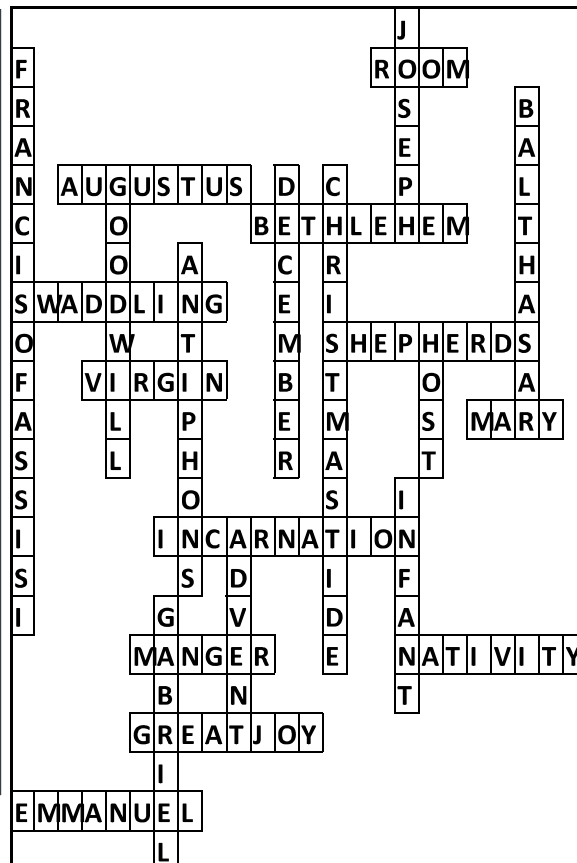 JOSEPH
FRANCISOFASSISI
ROOM
BALTHASAR
AUGUSTUS
GOODWILL
DECEMBER
CHRISTMASTIDE
BETHLEHEM
ANTIPHONS
SWADDLING
SHEPHERDS
HOST
VIRGIN
MARY
INFANT
INCARNATION
ADVENT
GABRIEL
MANGER
NATIVITY
GREATJOY
EMMANUEL